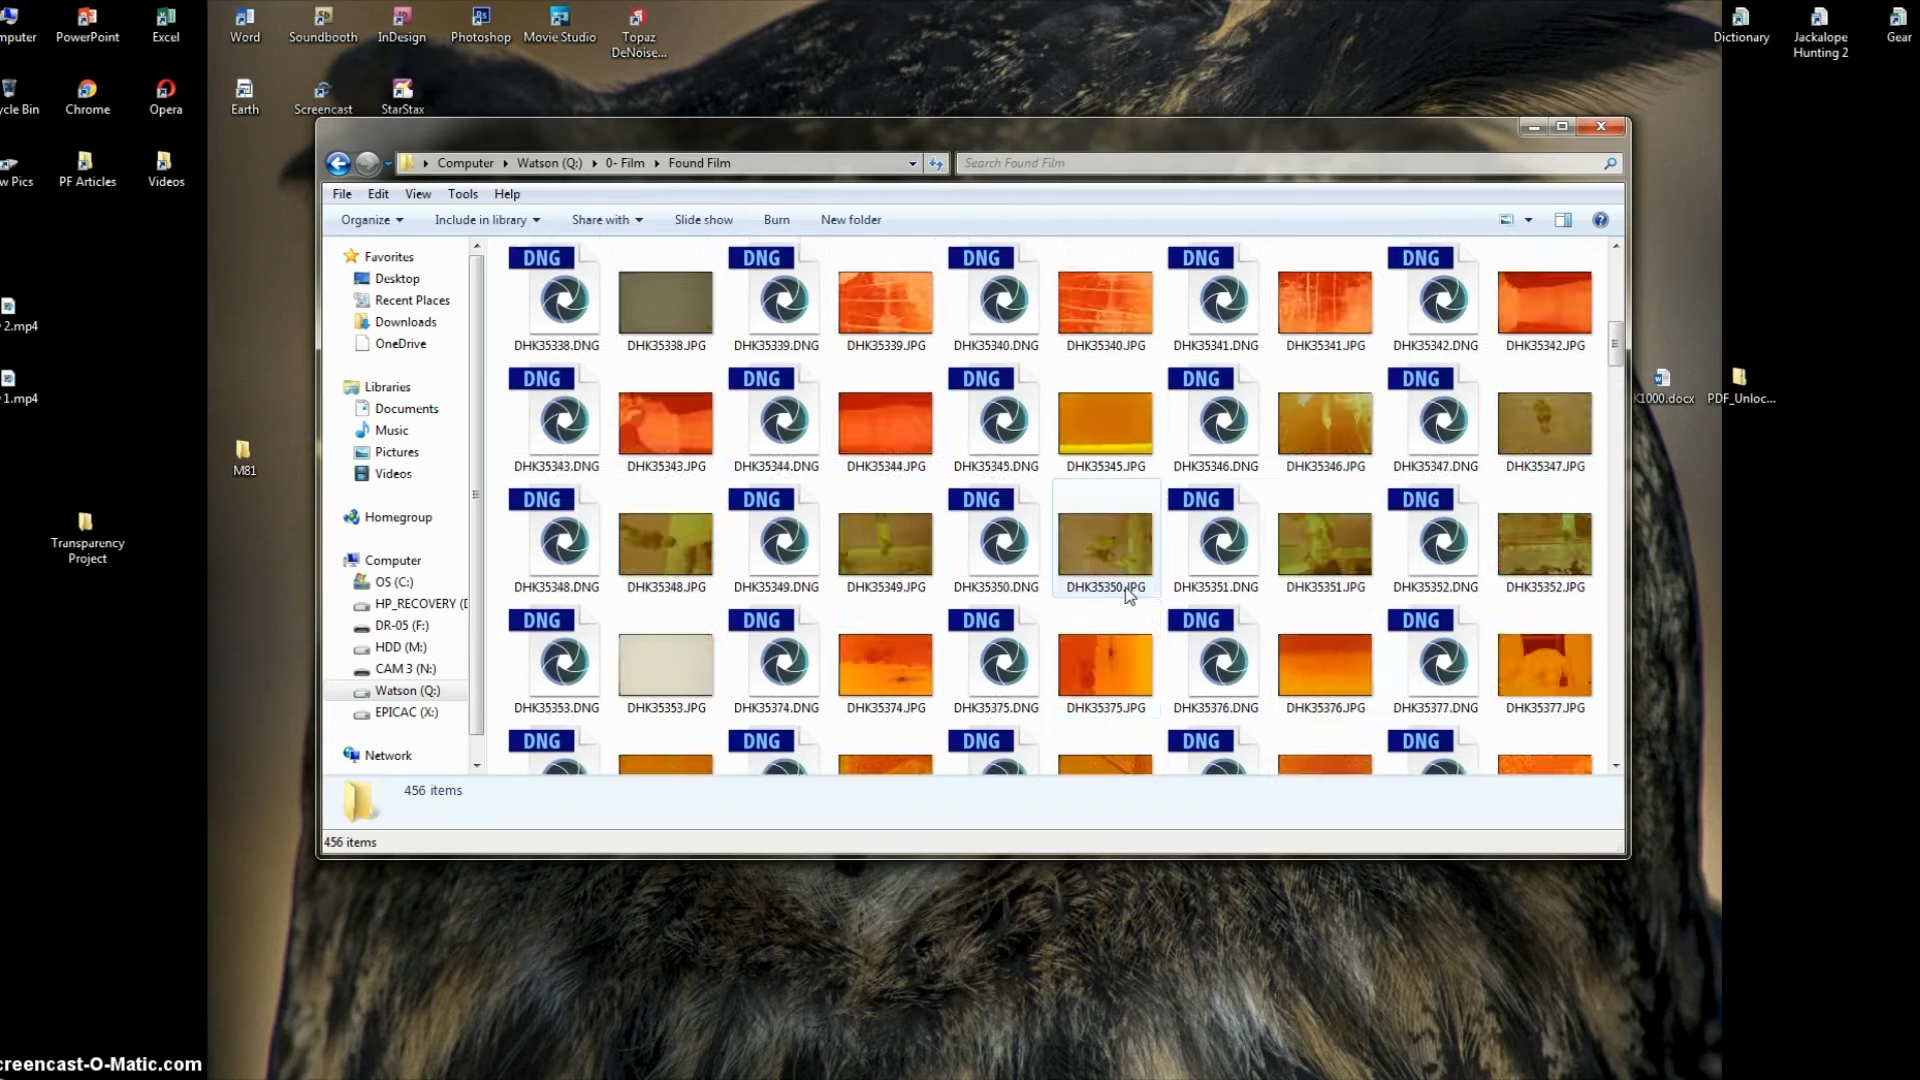 mputer
PowerPoint
Excel
Word
Soundbooth
InDesign
Photoshop
Movie Studio
Topaz
DeNoise...
Dictionary
Jackalope
Hunting 2
Gear
cycle Bin
Chrome
Opera
Earth
Screencast
StarStax
w Pics
PF Articles
Videos
2.mp4
1.mp4
M81
Transparency
Project
K1000.docx
PDF_Unloc...
Computer
Watson (Q:)
0- Film
Found Film
Search Found Film
File
Edit
View
Tools
Help
Organize
Include in library
Share with
Slide show
Burn
New folder
Favorites
Desktop
Recent Places
Downloads
OneDrive
Libraries
Documents
Music
Pictures
Videos
Homegroup
Computer
OS (C:)
HP_RECOVERY (D
DR-05 (F:)
HDD (M:)
CAM 3 (N:)
Watson (Q:)
EPICAC (X:)
Network
DNG DNG DNG DNG DNG
DHK35338.DNG DHK35338.JPG DHK35339.DNG DHK35339.JPG DHK35340.DNG DHK35340.JPG DHK35341.DNG DHK35341.JPG DHK35342.DNG DHK35342.JPG
DNG DNG DNG DNG DNG
DHK35343.DNG DHK35343.JPG DHK35344.DNG DHK35344.JPG DHK35345.DNG DHK35345.JPG DHK35346.DNG DHK35346.JPG DHK35347.DNG DHK35347.JPG
DNG DNG DNG DNG DNG
DHK35348.DNG DHK35348.JPG DHK35349.DNG DHK35349.JPG DHK35350.DNG DHK35350.JPG DHK35351.DNG DHK35351.JPG DHK35352.DNG DHK35352.JPG
DNG DNG DNG DNG DNG
DHK35353.DNG DHK35353.JPG DHK35374.DNG DHK35374.JPG DHK35375.DNG DHK35375.JPG DHK35376.DNG DHK35376.JPG DHK35377.DNG DHK35377.JPG
DNG DNG DNG DNG DNG
456 items
456 items
creencast-O-Matic.com